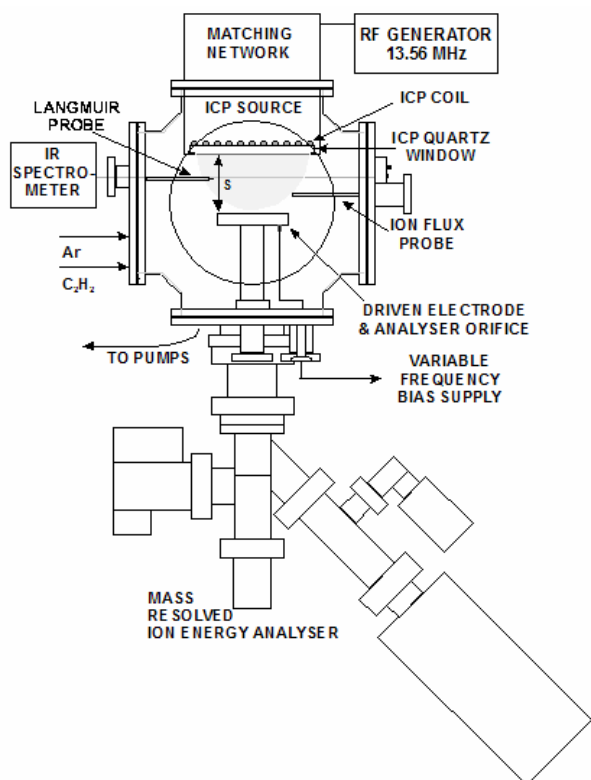 MATCHING
NETWORK
RF GENERATOR
13.56 MHz
LANGMUIR
PROBE
ICP SOURCE
ICP COIL
ICP QUARTZ
WINDOW
IR
SPECTRO-
METER
S
ION FLUX
PROBE
Ar
C₂H₂
DRIVEN ELECTRODE
& ANALYSER ORIFICE
TO PUMPS
VARIABLE
FREQUENCY
BIAS SUPPLY
MASS
RESOLVED
ION ENERGY ANALYSER